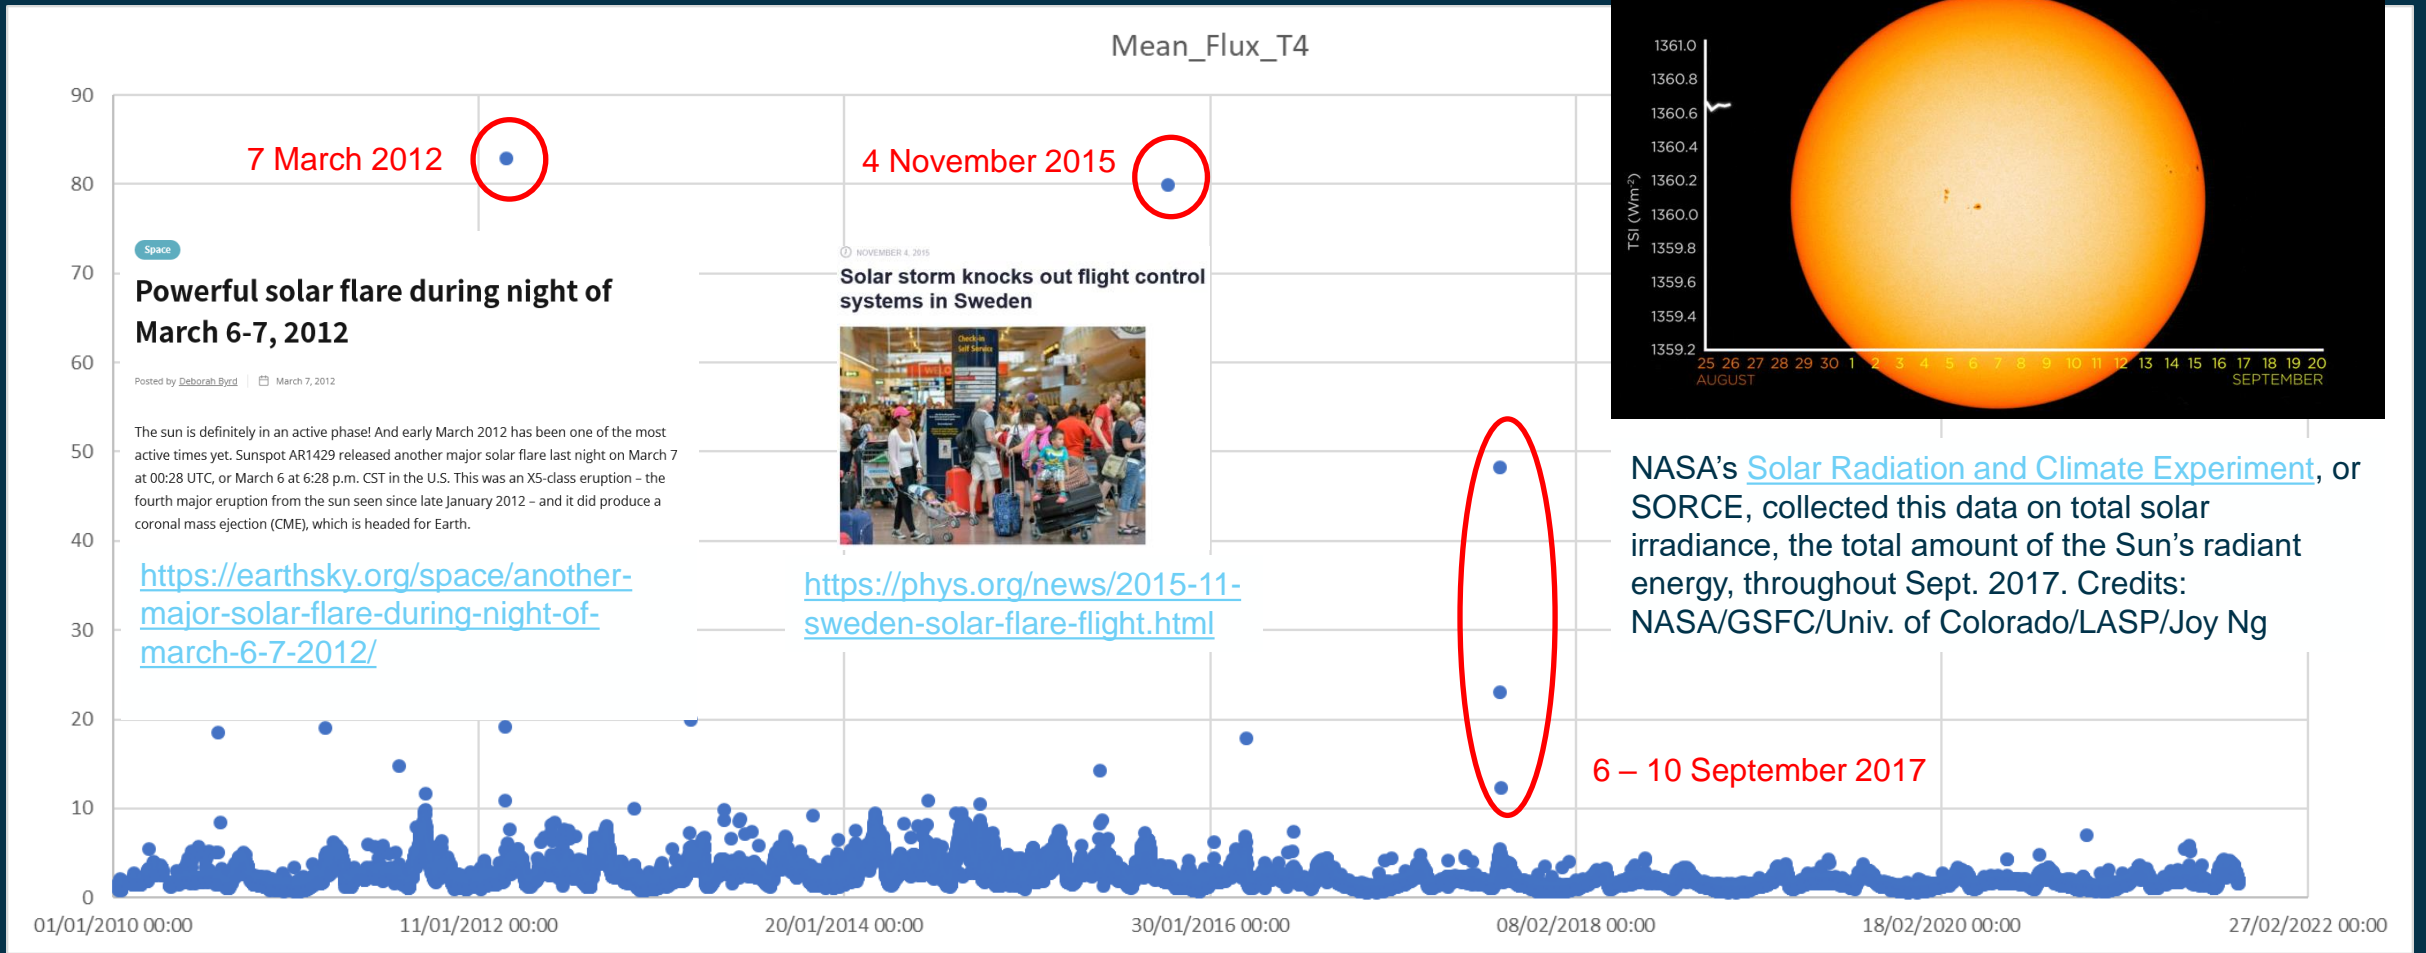 Mean_Flux_T4
90
80
70
60
50
40
30
20
10
0
01/01/2010 00:00
11/01/2012 00:00
20/01/2014 00:00
30/01/2016 00:00
08/02/2018 00:00
18/02/2020 00:00
27/02/2022 00:00
7 March 2012
Space
Powerful solar flare during night of
March 6-7, 2012
Posted by Deborah Byrd March 7, 2012
The sun is definitely in an active phase! And early March 2012 has been one of the most
active times yet. Sunspot AR1429 released another major solar flare last night on March 7
at 00:28 UTC, or March 6 at 6:28 p.m. CST in the U.S. This was an X5-class eruption – the
fourth major eruption from the sun seen since late January 2012 – and it did produce a
coronal mass ejection (CME), which is headed for Earth.
https://earthsky.org/space/another-
major-solar-flare-during-night-of-
march-6-7-2012/
4 November 2015
NOVEMBER 4, 2015
Solar storm knocks out flight control
systems in Sweden
Check-in
Self Service
https://phys.org/news/2015-11-
sweden-solar-flare-flight.html
6 – 10 September 2017
TSI (Wm-2)
1361.0
1360.8
1360.6
1360.4
1360.2
1360.0
1359.8
1359.6
1359.4
1359.2
25 26 27 28 29 30 1 2 3 4 5 6 7 8 9 10 11 12 13 14 15 16 17 18 19 20
AUGUST SEPTEMBER
NASA’s Solar Radiation and Climate Experiment, or
SORCE, collected this data on total solar
irradiance, the total amount of the Sun’s radiant
energy, throughout Sept. 2017. Credits:
NASA/GSFC/Univ. of Colorado/LASP/Joy Ng